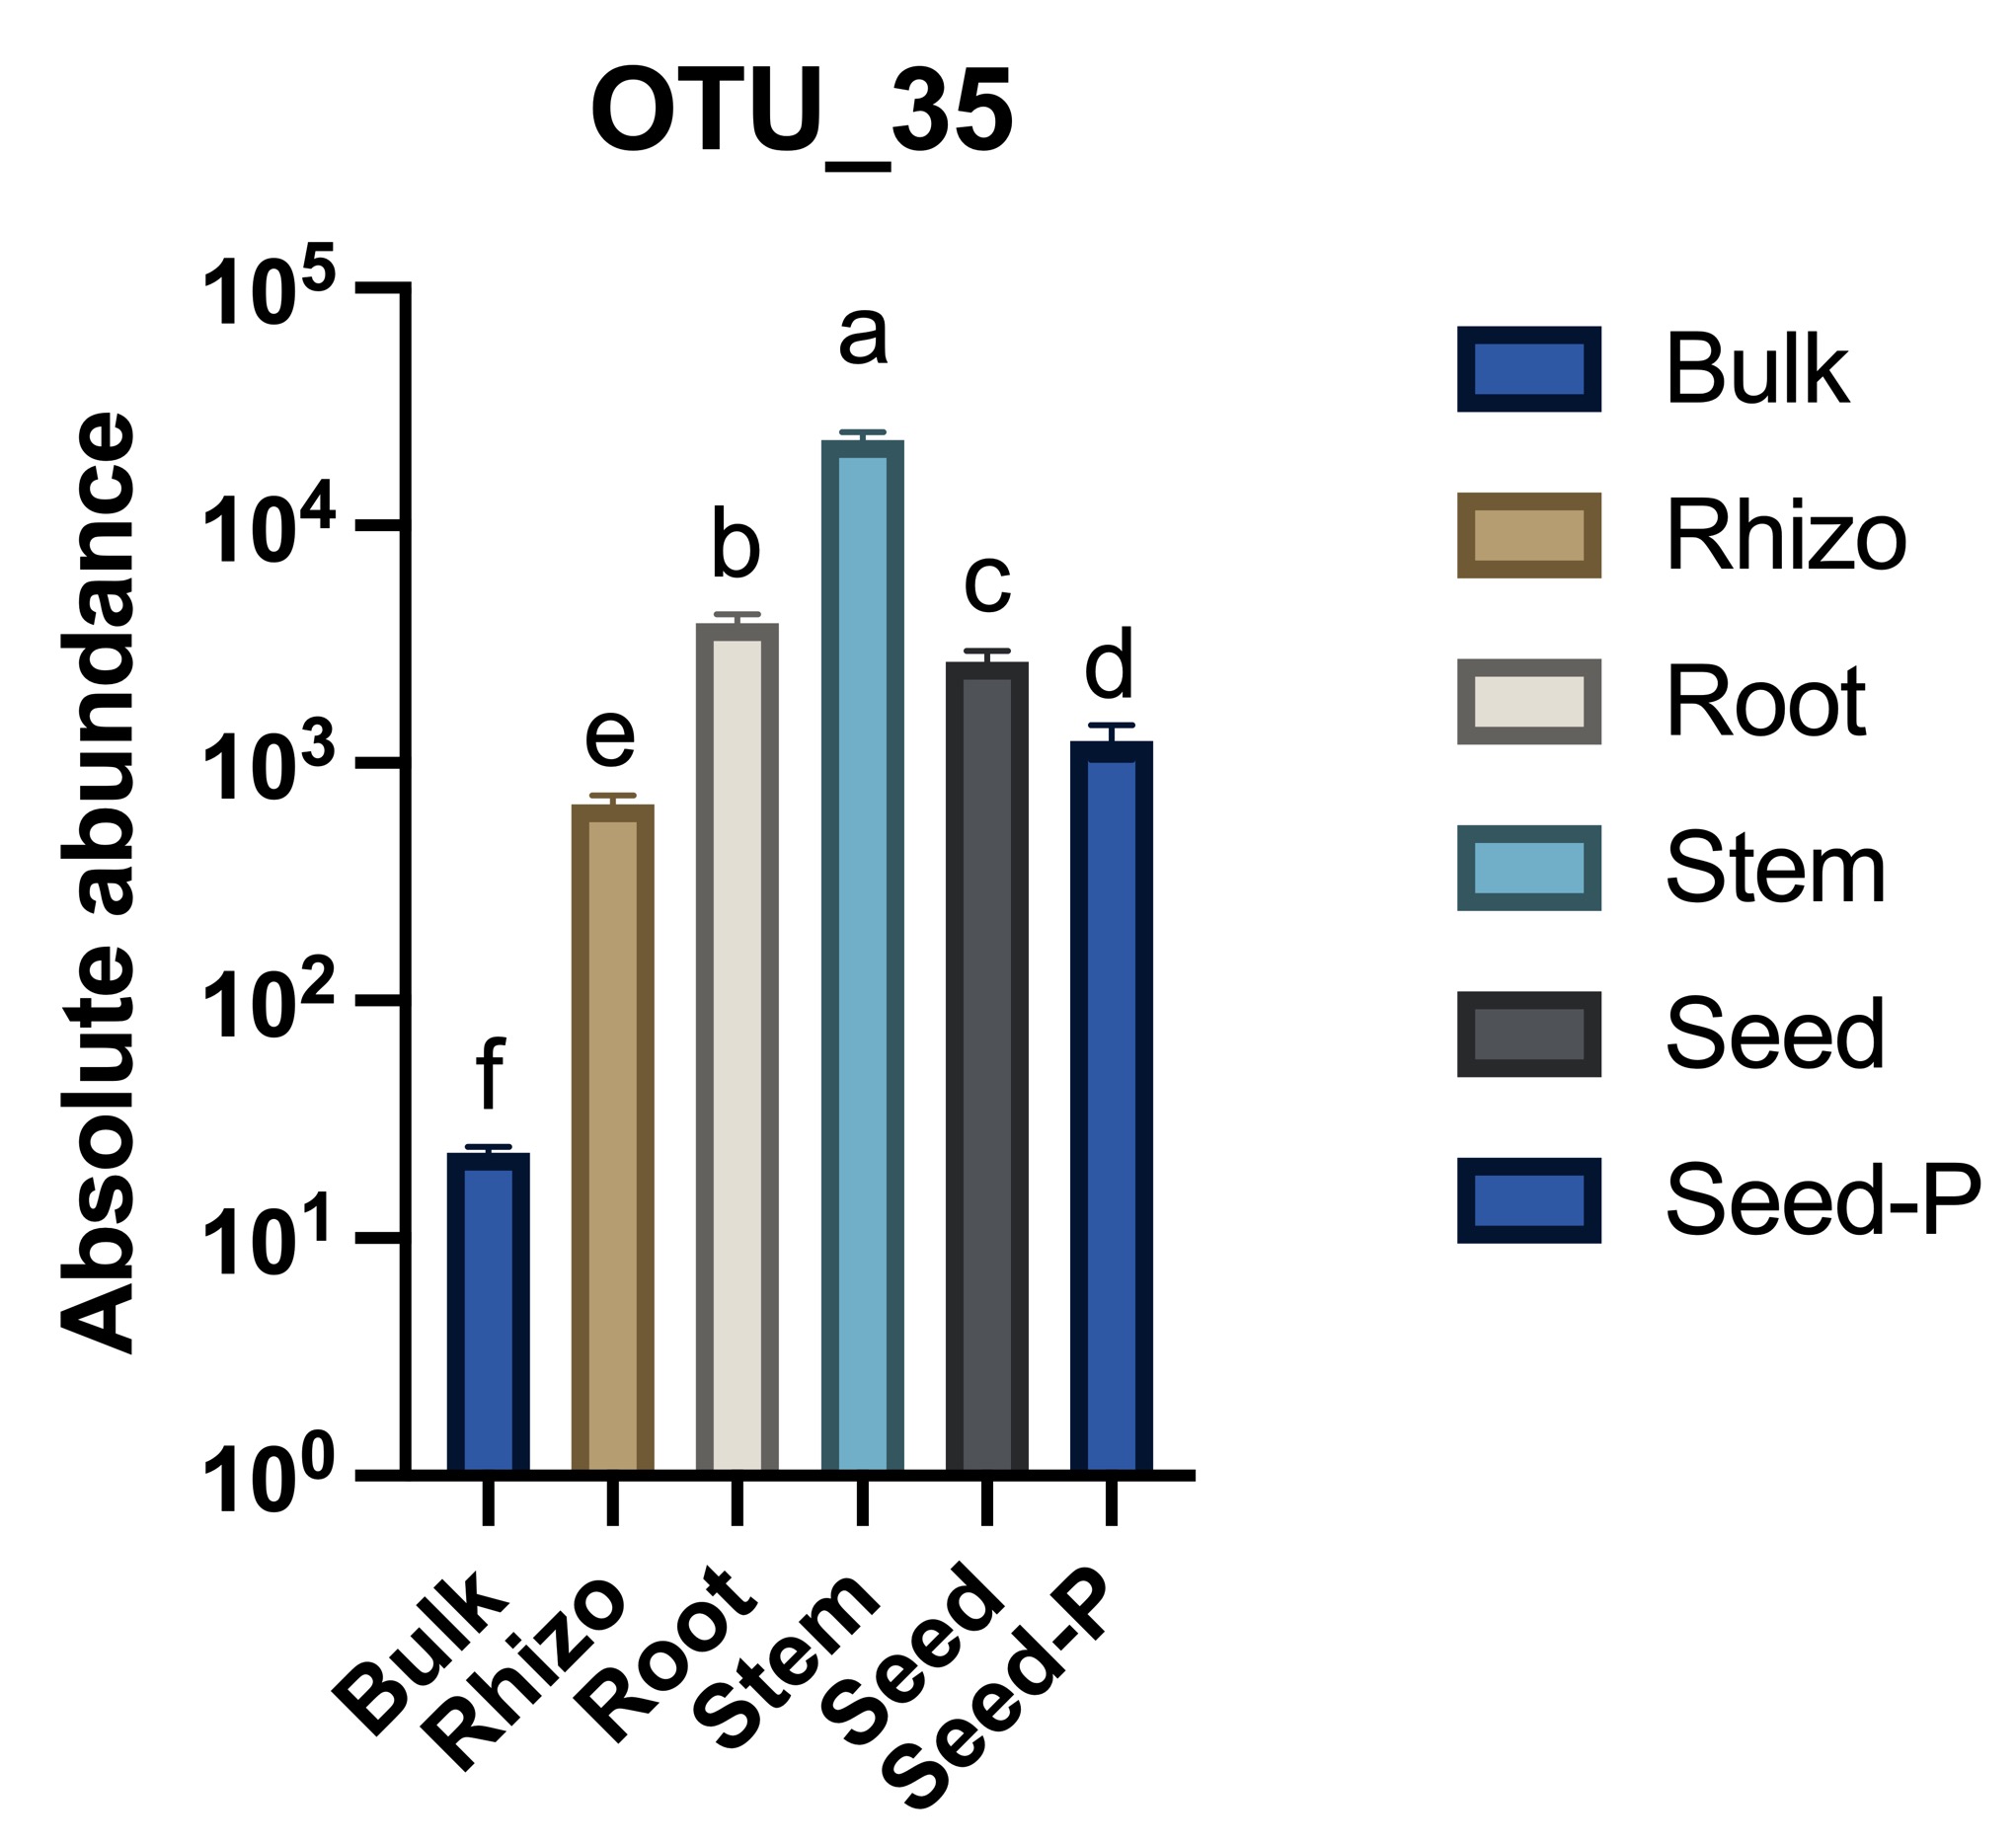 OTU_35
Absolute abundance
10⁵
10⁴
10³
10²
10¹
10⁰
f
e
b
a
c
d
Bulk
Rhizo
Root
Stem
Seed
Seed-P
Bulk
Rhizo
Root
Stem
Seed
Seed-P